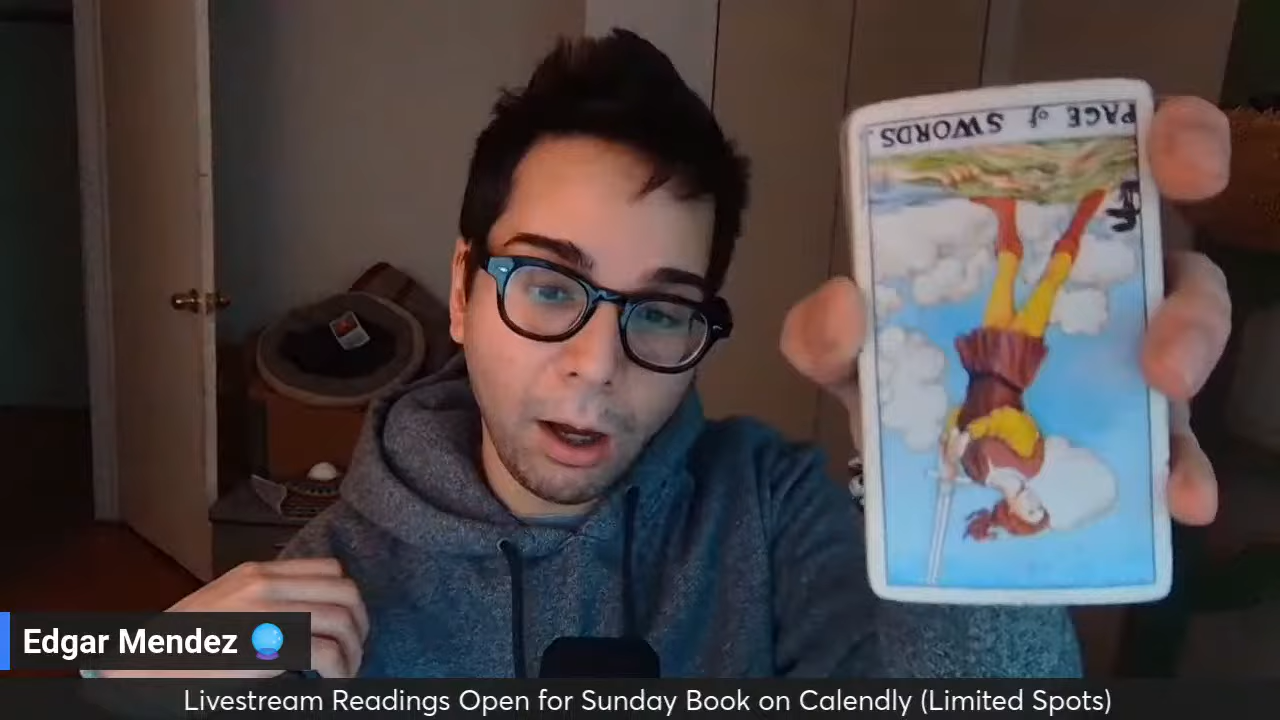 PAGE of SWORDS.
Edgar Mendez
Livestream Readings Open for Sunday Book on Calendly (Limited Spots)